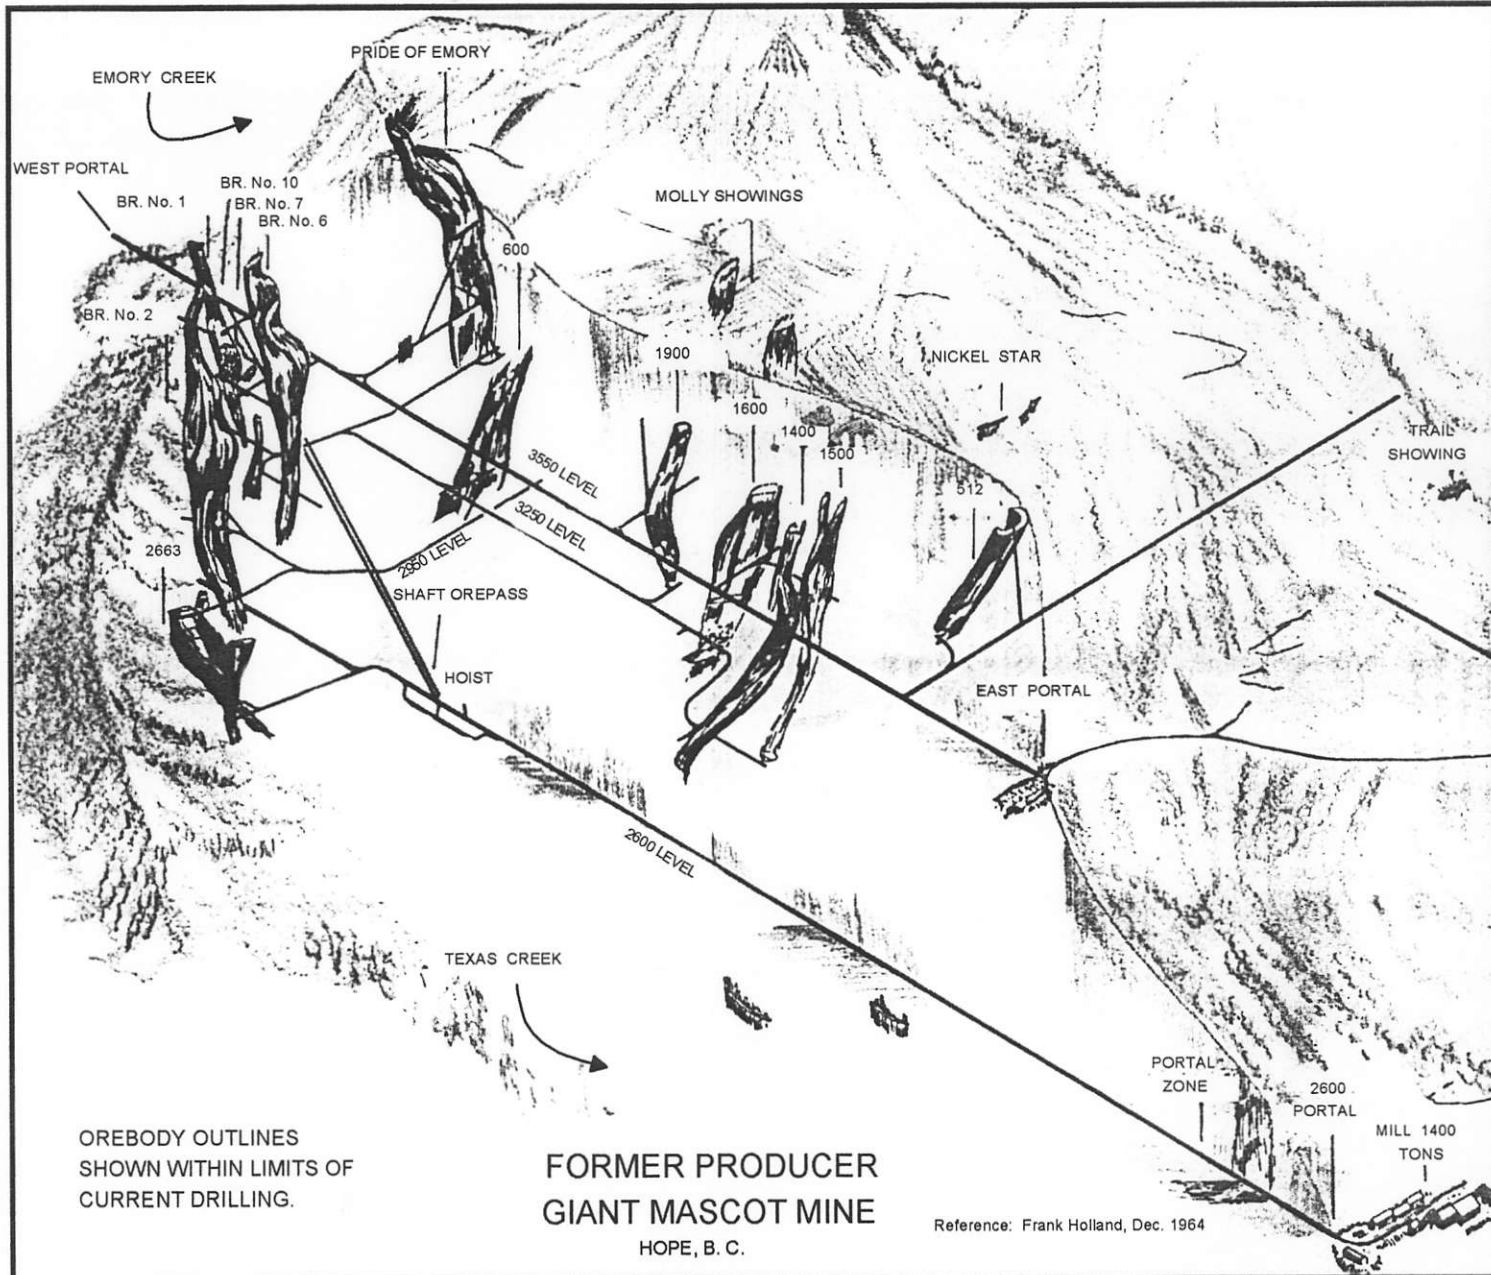 PRIDE OF EMORY
EMORY CREEK
WEST PORTAL
BR. No. 10
BR. No. 1
BR. No. 7
BR. No. 6
MOLLY SHOWINGS
600
BR. No. 2
1900
NICKEL STAR
1600
1400
1500
TRAIL
SHOWING
3550 LEVEL
512
3250 LEVEL
2663
2950 LEVEL
SHAFT OREPASS
HOIST
EAST PORTAL
2600 LEVEL
TEXAS CREEK
PORTAL
ZONE
2600
PORTAL
MILL 1400
TONS
OREBODY OUTLINES
SHOWN WITHIN LIMITS OF
CURRENT DRILLING.
FORMER PRODUCER
GIANT MASCOT MINE
HOPE, B. C.
Reference: Frank Holland, Dec. 1964